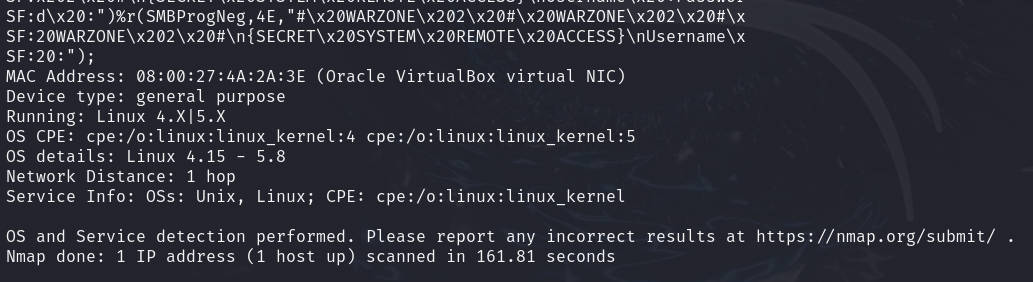 SF:d\x20:")%r(SMBProgNeg,4E,"#\x20WARZONE\x202\x20#\x20WARZONE\x202\x20#\x
SF:20WARZONE\x202\x20#\n{SECRET\x20SYSTEM\x20REMOTE\x20ACCESS}\nUsername\x
SF:20:");
MAC Address: 08:00:27:4A:2A:3E (Oracle VirtualBox virtual NIC)
Device type: general purpose
Running: Linux 4.X|5.X
OS CPE: cpe:/o:linux:linux_kernel:4 cpe:/o:linux:linux_kernel:5
OS details: Linux 4.15 - 5.8
Network Distance: 1 hop
Service Info: OSs: Unix, Linux; CPE: cpe:/o:linux:linux_kernel
OS and Service detection performed. Please report any incorrect results at https://nmap.org/submit/ .
Nmap done: 1 IP address (1 host up) scanned in 161.81 seconds